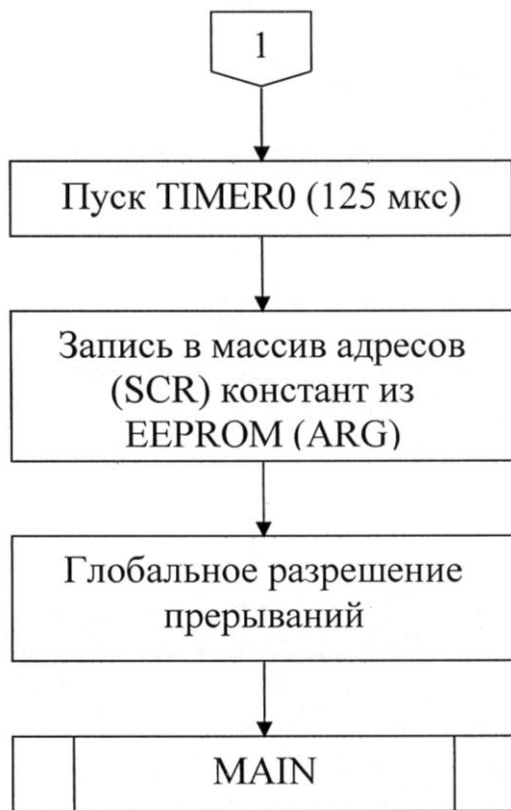 1
Пуск TIMER0 (125 мкс)
Запись в массив адресов
(SCR) констант из
EEPROM (ARG)
Глобальное разрешение
прерываний
MAIN